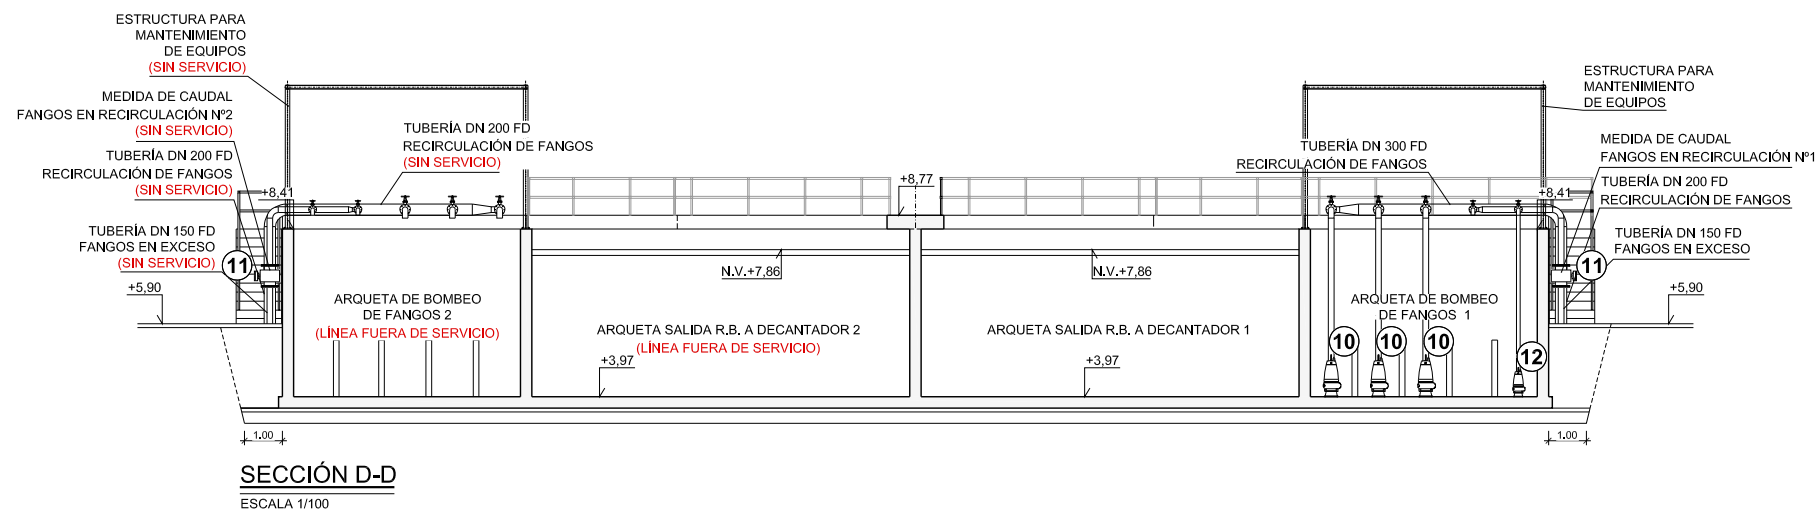 ESTRUCTURA PARA
MANTENIMIENTO
DE EQUIPOS
(SIN SERVICIO)
MEDIDA DE CAUDAL
FANGOS EN RECIRCULACIÓN Nº2
(SIN SERVICIO)
TUBERÍA DN 200 FD
RECIRCULACIÓN DE FANGOS
(SIN SERVICIO)
+8,41
TUBERÍA DN 150 FD
FANGOS EN EXCESO
(SIN SERVICIO)
11
+5,90
TUBERÍA DN 200 FD
RECIRCULACIÓN DE FANGOS
(SIN SERVICIO)
ARQUETA DE BOMBEO
DE FANGOS 2
(LÍNEA FUERA DE SERVICIO)
N.V.+7,86
ARQUETA SALIDA R.B. A DECANTADOR 2
(LÍNEA FUERA DE SERVICIO)
+3,97
+8,77
N.V.+7,86
ARQUETA SALIDA R.B. A DECANTADOR 1
+3,97
TUBERÍA DN 300 FD
RECIRCULACIÓN DE FANGOS
ARQUETA DE BOMBEO
DE FANGOS 1
10
10
10
12
ESTRUCTURA PARA
MANTENIMIENTO
DE EQUIPOS
MEDIDA DE CAUDAL
FANGOS EN RECIRCULACIÓN Nº1
TUBERÍA DN 200 FD
RECIRCULACIÓN DE FANGOS
+8,41
TUBERÍA DN 150 FD
FANGOS EN EXCESO
11
+5,90
1.00
1.00
SECCIÓN D-D
ESCALA 1/100